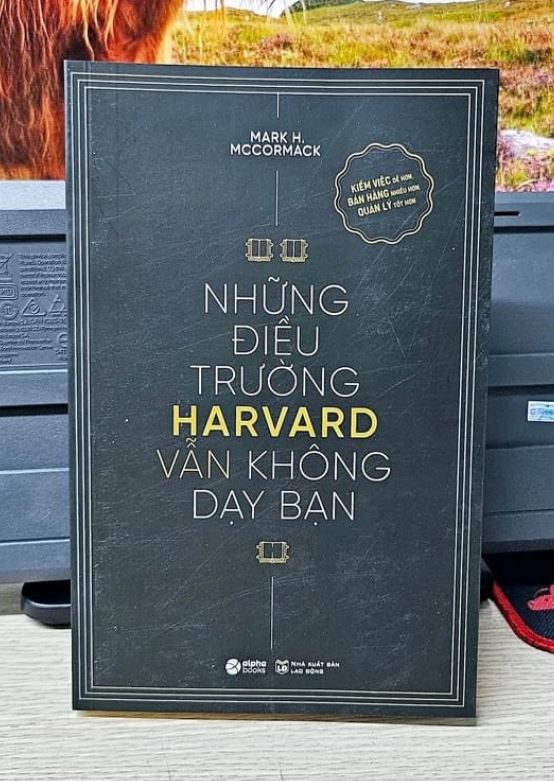 MARK H.
MCCORMACK
KIẾM VIỆC DỄ HƠN,
BÁN HÀNG NHIỀU HƠN,
QUẢN LÝ TỐT HƠN
NHỮNG
ĐIỀU
TRƯỜNG
HARVARD
VẪN KHÔNG
DẠY BẠN
alpha
books
LĐ
NHÀ XUẤT BẢN
LAO ĐỘNG